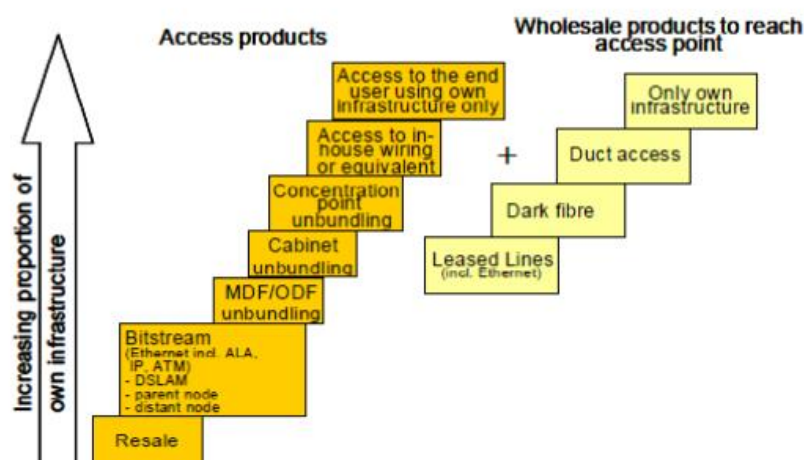 Access products
Wholesale products to reach
access point
Access to the end
user using own
infrastructure only
Access to in-
house wiring
or equivalent
Concentration
point
unbundling
Cabinet
unbundling
MDF/ODF
unbundling
Bitstream
(Ethernet incl. ALA,
IP, ATM)
- DSLAM
- parent node
- distant node
Resale
+
Only own
infrastructure
Duct access
Dark fibre
Leased Lines
(incl. Ethernet)
Increasing proportion of
own infrastructure